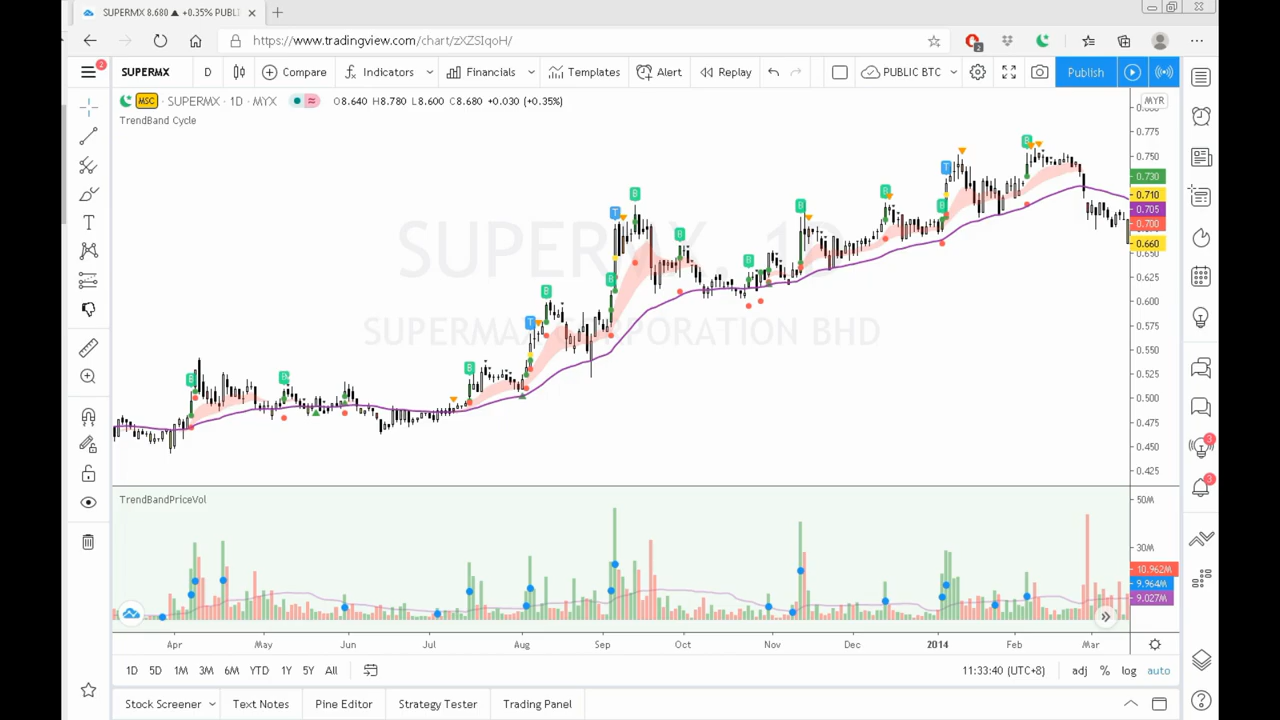 SUPERMX 8.680 ▲ +0.35% PUBLI
https://www.tradingview.com/chart/zXZSIqoH/
2
2
SUPERMX D Compare Indicators Financials Templates Alert Replay PUBLIC BTC Publish
MSC · SUPERMX · 1D · MYX O8.640 H8.780 L8.600 C8.680 +0.030 (+0.35%)
MYR
TrendBand Cycle
SUPERMX, 1D
SUPERMAX CORPORATION BHD
B
B
B
T
B
B
T
B
B
B
B
B
B
T
B
0.775
0.750
0.730
0.710
0.705
0.700
0.660
0.650
0.625
0.600
0.575
0.550
0.525
0.500
0.475
0.450
0.425
TrendBandPriceVol
50M
30M
10.962M
9.964M
9.027M
3
3
Apr May Jun Jul Aug Sep Oct Nov Dec 2014 Feb Mar
1D 5D 1M 3M 6M YTD 1Y 5Y All 11:33:40 (UTC+8) adj % log auto
Stock Screener Text Notes Pine Editor Strategy Tester Trading Panel